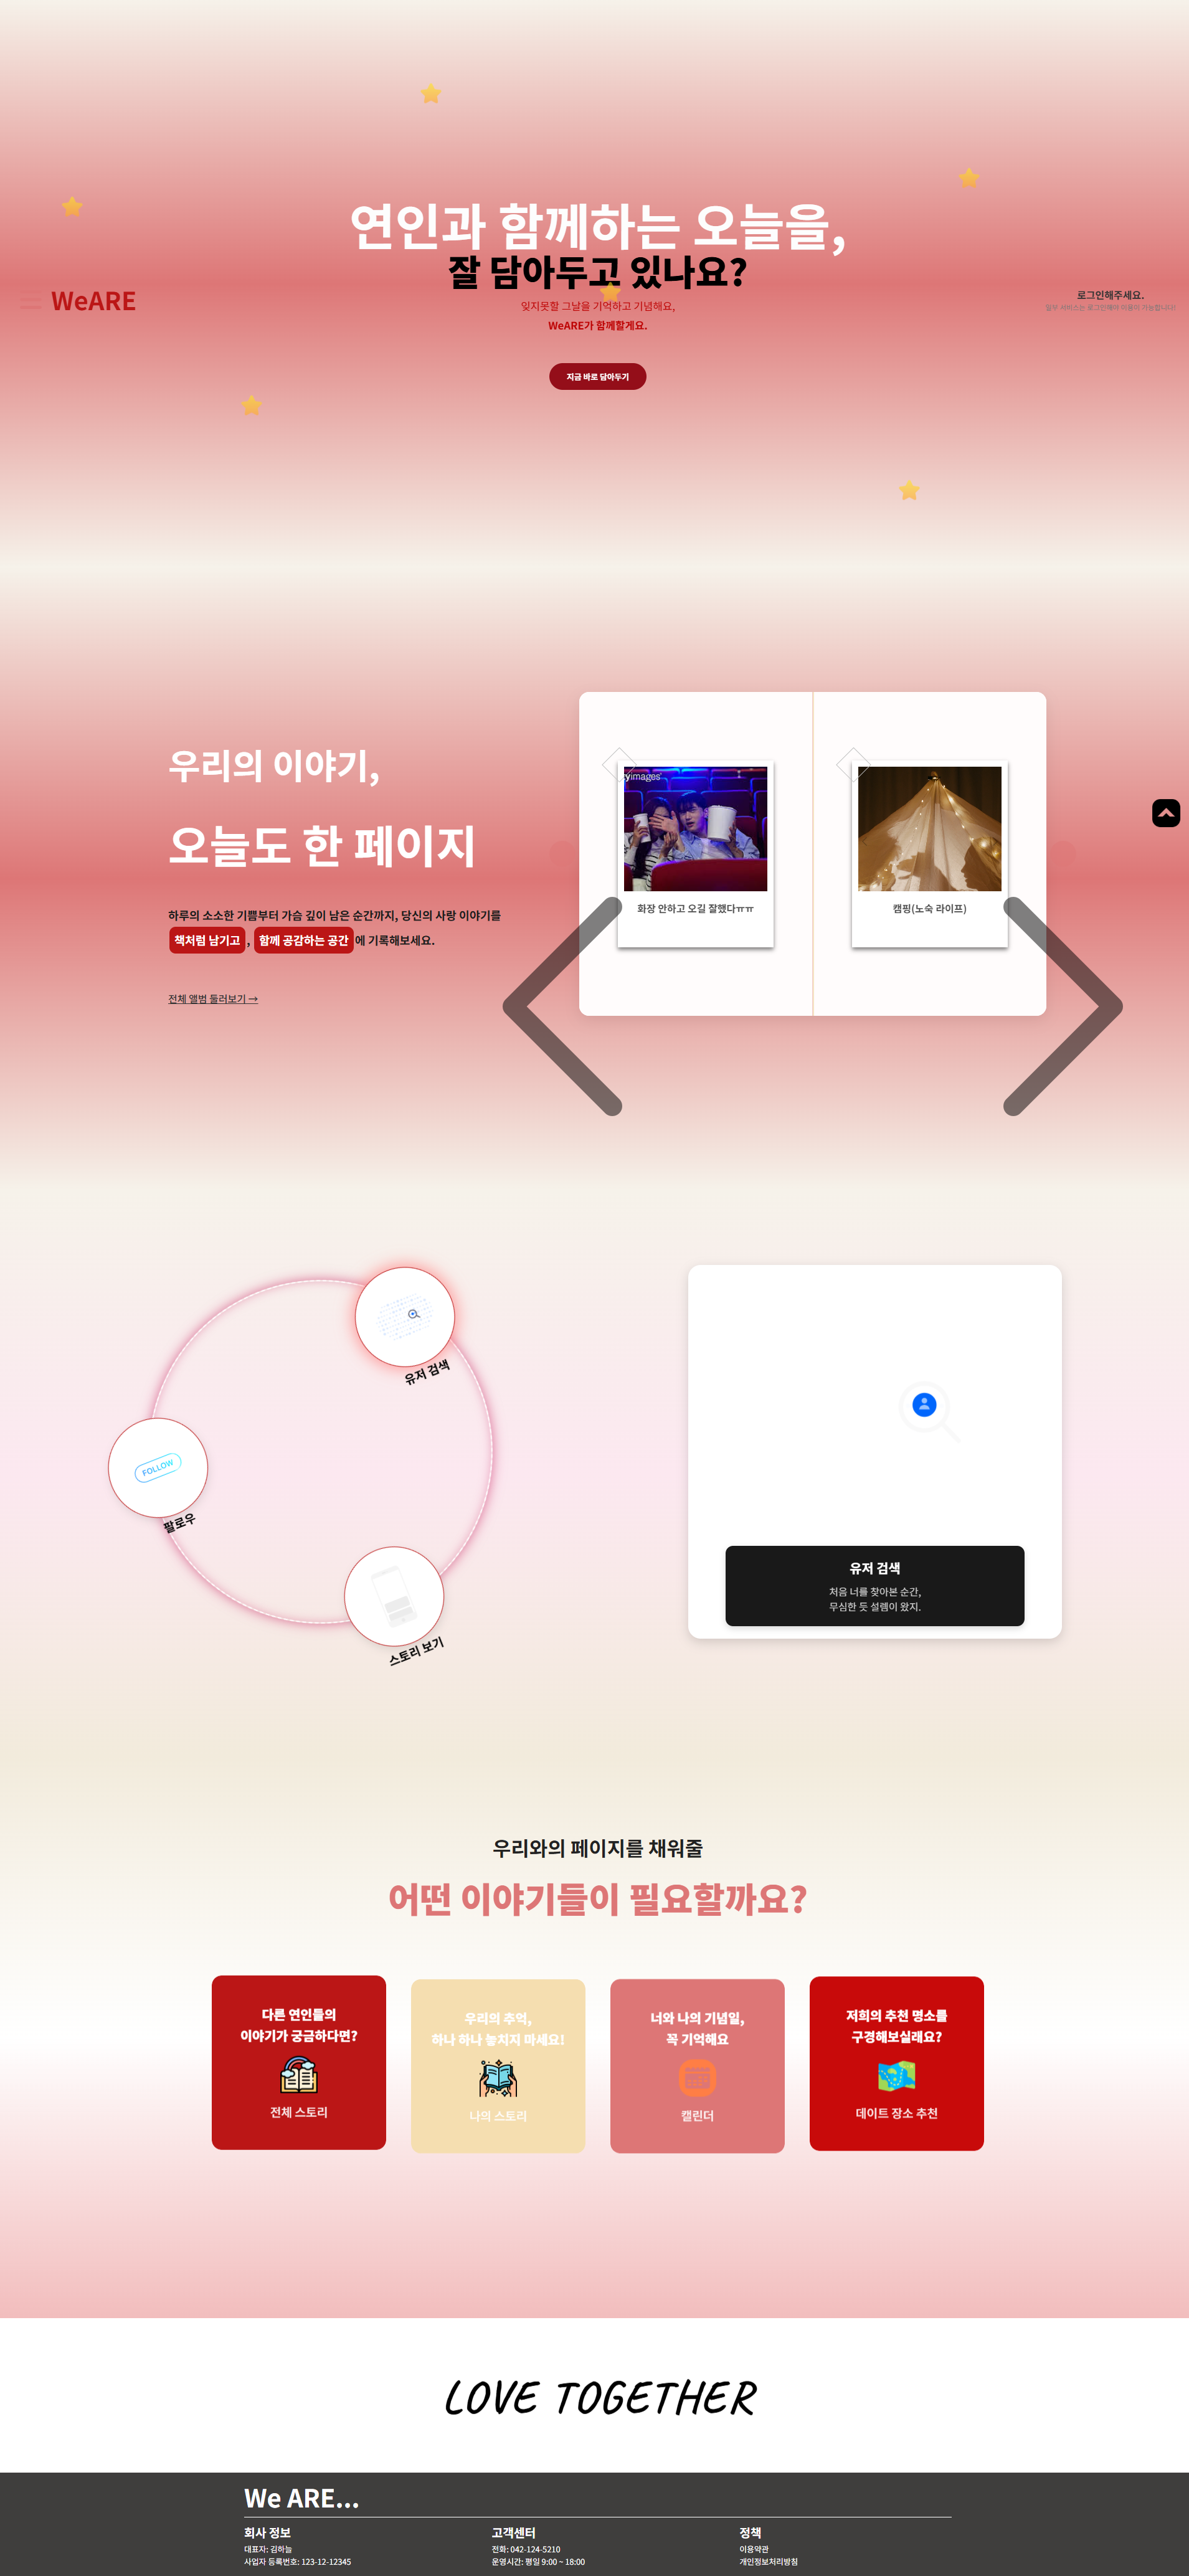 연인과 함께하는 오늘을,
잘 담아두고 있나요?
WeARE
잊지못할 그날을 기억하고 기념해요,
WeARE가 함께할게요.
로그인해주세요.
일부 서비스는 로그인해야 이용이 가능합니다!
지금 바로 담아두기
우리의 이야기,
오늘도 한 페이지
하루의 소소한 기쁨부터 가슴 깊이 남은 순간까지, 당신의 사랑 이야기를
책처럼 남기고 , 함께 공감하는 공간 에 기록해보세요.
전체 앨범 둘러보기 →
yimages
화장 안하고 오길 잘했다ㅠㅠ
캠핑(노숙 라이프)
유저 검색
FOLLOW
팔로우
스토리 보기
유저 검색
처음 너를 찾아본 순간,
무심한 듯 설렘이 왔지.
우리와의 페이지를 채워줄
어떤 이야기들이 필요할까요?
다른 연인들의
이야기가 궁금하다면?
전체 스토리
우리의 추억,
하나 하나 놓치지 마세요!
나의 스토리
너와 나의 기념일,
꼭 기억해요
캘린더
저희의 추천 명소를
구경해보실래요?
데이트 장소 추천
LOVE TOGETHER
We ARE...
회사 정보
대표자: 김하늘
사업자 등록번호: 123-12-12345
고객센터
전화: 042-124-5210
운영시간: 평일 9:00 ~ 18:00
정책
이용약관
개인정보처리방침